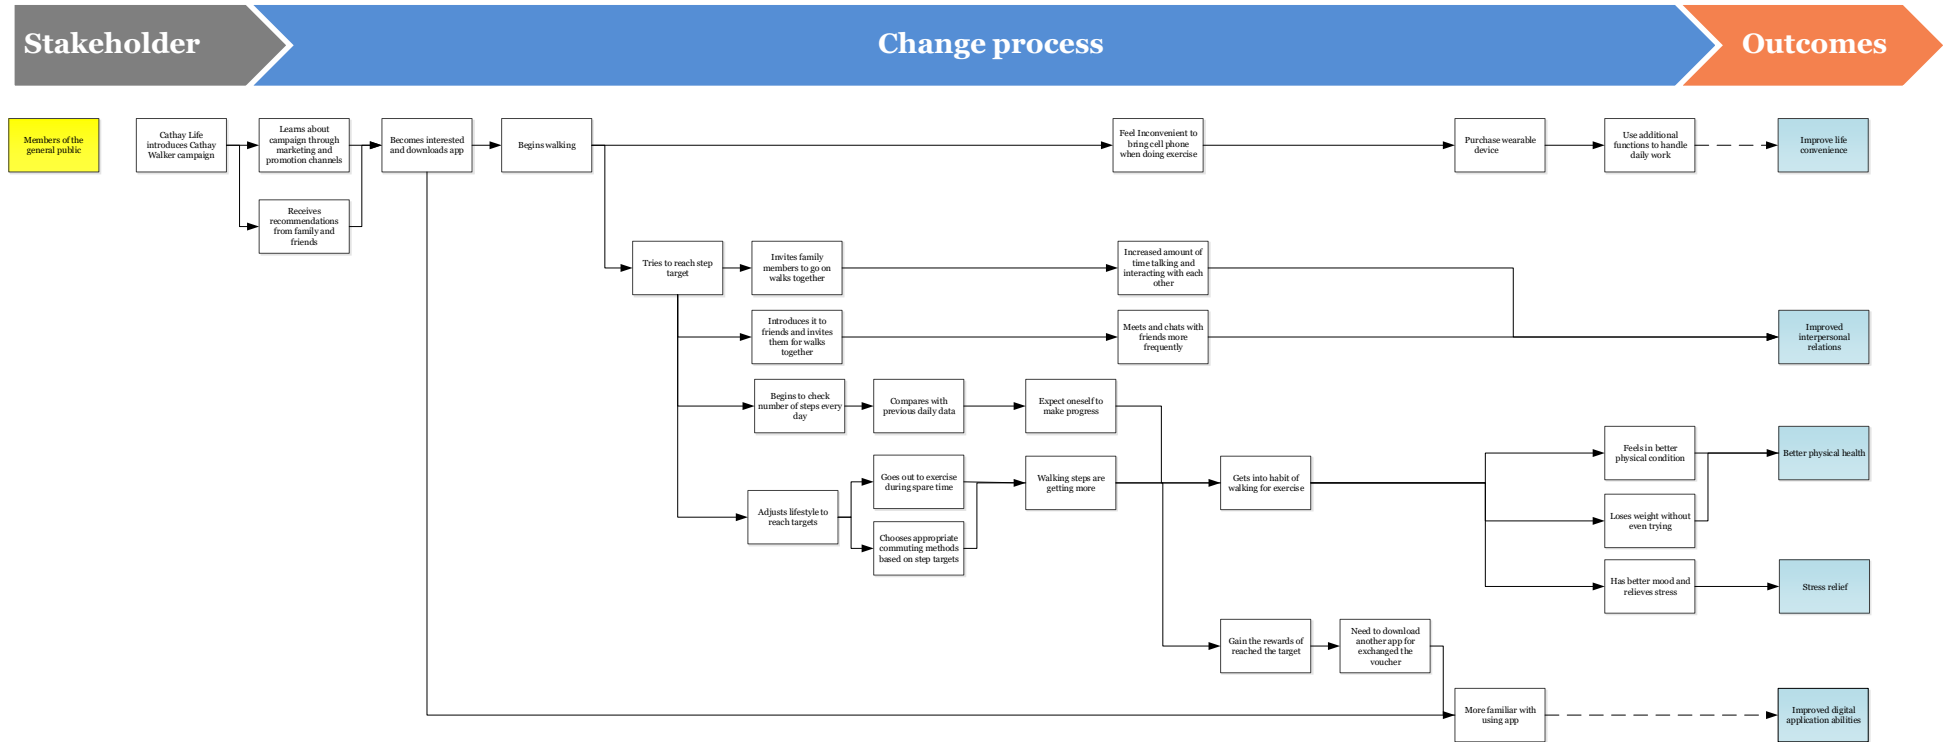 Stakeholder
Change process
Outcomes
Members of the
general public
Cathay Life
introduces Cathay
Walker campaign
Learns about
campaign through
marketing and
promotion channels
Becomes interested
and downloads app
Begins walking
Feel Inconvenient to
bring cell phone
when doing exercise
Purchase wearable
device
Use additional
functions to handle
daily work
Improve life
convenience
Receives
recommendations
from family and
friends
Tries to reach step
target
Invites family
members to go on
walks together
Increased amount of
time talking and
interacting with each
other
Introduces it to
friends and invites
them for walks
together
Meets and chats with
friends more
frequently
Improved
interpersonal
relations
Begins to check
number of steps every
day
Compares with
previous daily data
Expect oneself to
make progress
Adjusts lifestyle to
reach targets
Goes out to exercise
during spare time
Chooses appropriate
commuting methods
based on step targets
Walking steps are
getting more
Gets into habit of
walking for exercise
Feels in better
physical condition
Better physical health
Loses weight without
even trying
Has better mood and
relieves stress
Stress relief
Gain the rewards of
reached the target
Need to download
another app for
exchanged the
voucher
More familiar with
using app
Improved digital
application abilities